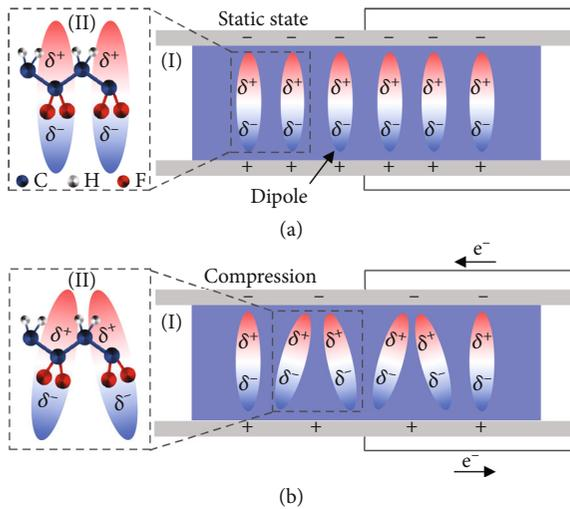 Static state
(II)
(I)
− − − − − −
δ+ δ+
δ+ δ+ δ+ δ+ δ+ δ+
δ− δ−
δ− δ− δ− δ− δ− δ−
C H F
+ + + + + +
Dipole
(a)
e−
Compression
(II)
(I)
− − − −
δ+ δ+
δ+ δ+ δ+ δ+ δ+ δ+
δ− δ−
δ− δ− δ− δ− δ− δ−
+ + + +
e−
(b)